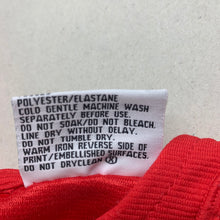 POLYESTER/ELASTANE
COLD GENTLE MACHINE WASH
SEPARATELY BEFORE USE.
DO NOT SOAK/DO NOT BLEACH.
LINE DRY WITHOUT DELAY.
DO NOT TUMBLE DRY.
WARM IRON REVERSE SIDE OF
PRINT/EMBELLISHED SURFACES.
DO NOT DRYCLEAN